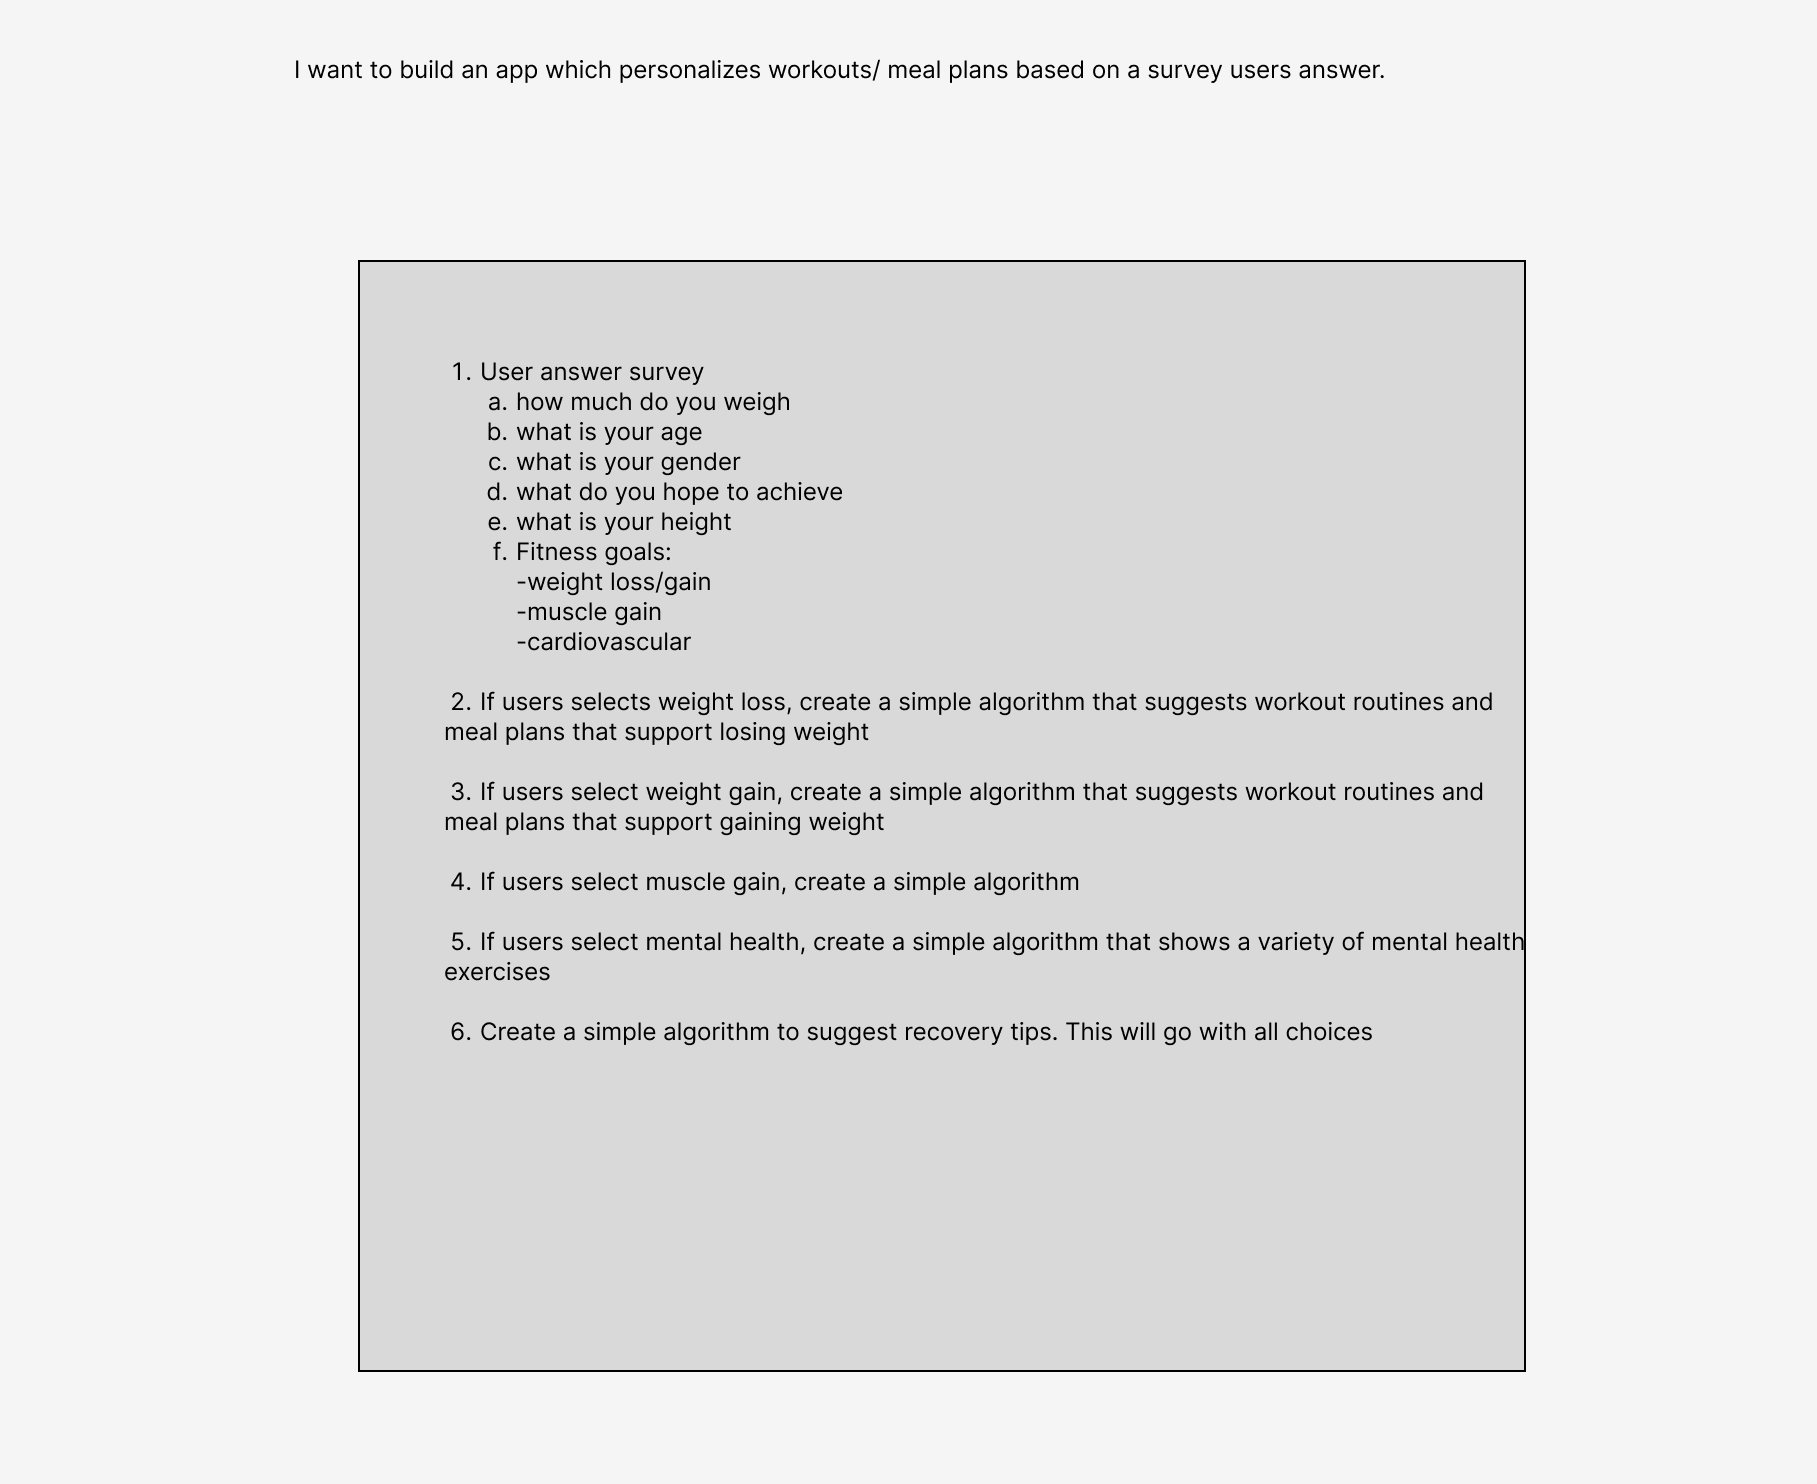 I want to build an app which personalizes workouts/ meal plans based on a survey users answer.
1. User answer survey
a. how much do you weigh
b. what is your age
c. what is your gender
d. what do you hope to achieve
e. what is your height
f. Fitness goals:
-weight loss/gain
-muscle gain
-cardiovascular
2. If users selects weight loss, create a simple algorithm that suggests workout routines and
meal plans that support losing weight
3. If users select weight gain, create a simple algorithm that suggests workout routines and
meal plans that support gaining weight
4. If users select muscle gain, create a simple algorithm
5. If users select mental health, create a simple algorithm that shows a variety of mental health
exercises
6. Create a simple algorithm to suggest recovery tips. This will go with all choices